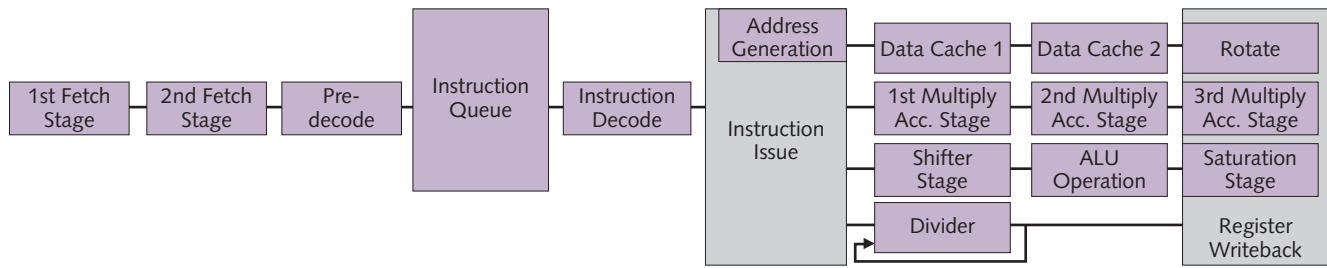 1st Fetch
Stage
2nd Fetch
Stage
Pre-
decode
Instruction
Queue
Instruction
Decode
Instruction
Issue
Address
Generation
Data Cache 1
Data Cache 2
Rotate
1st Multiply
Acc. Stage
2nd Multiply
Acc. Stage
3rd Multiply
Acc. Stage
Shifter
Stage
ALU
Operation
Saturation
Stage
Divider
Register
Writeback